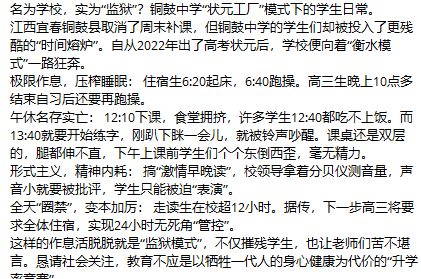 名为学校，实为“监狱”？铜鼓中学“状元工厂”模式下的学生日常。
江西宜春铜鼓县取消了周末补课，但铜鼓中学的学生们却被投入了更残
酷的“时间熔炉”。自从2022年出了高考状元后，学校便向着“衡水模
式”一路狂奔。
极限作息，压榨睡眠： 住宿生6:20起床，6:40跑操。高三生晚上10点多
结束自习后还要再跑操。
午休名存实亡： 12:10下课，食堂拥挤，许多学生12:40都吃不上饭。而
13:40就要开始练字，刚趴下眯一会儿，就被铃声吵醒。课桌还是双层
的，腿都伸不直，下午上课前学生们个个东倒西歪，毫无精力。
形式主义，精神内耗： 搞“激情早晚读”，校领导拿着分贝仪测音量，声
音小就要被批评，学生只能被迫“表演”。
全天“圈禁”，变本加厉： 走读生在校超12小时。据传，下一步高三将要
求全体住宿，实现24小时无死角“管控”。
这样的作息活脱脱就是“监狱模式”，不仅摧残学生，也让老师们苦不堪
言。恳请社会关注，教育不应是以牺牲一代人的身心健康为代价的“升学
率竞赛”